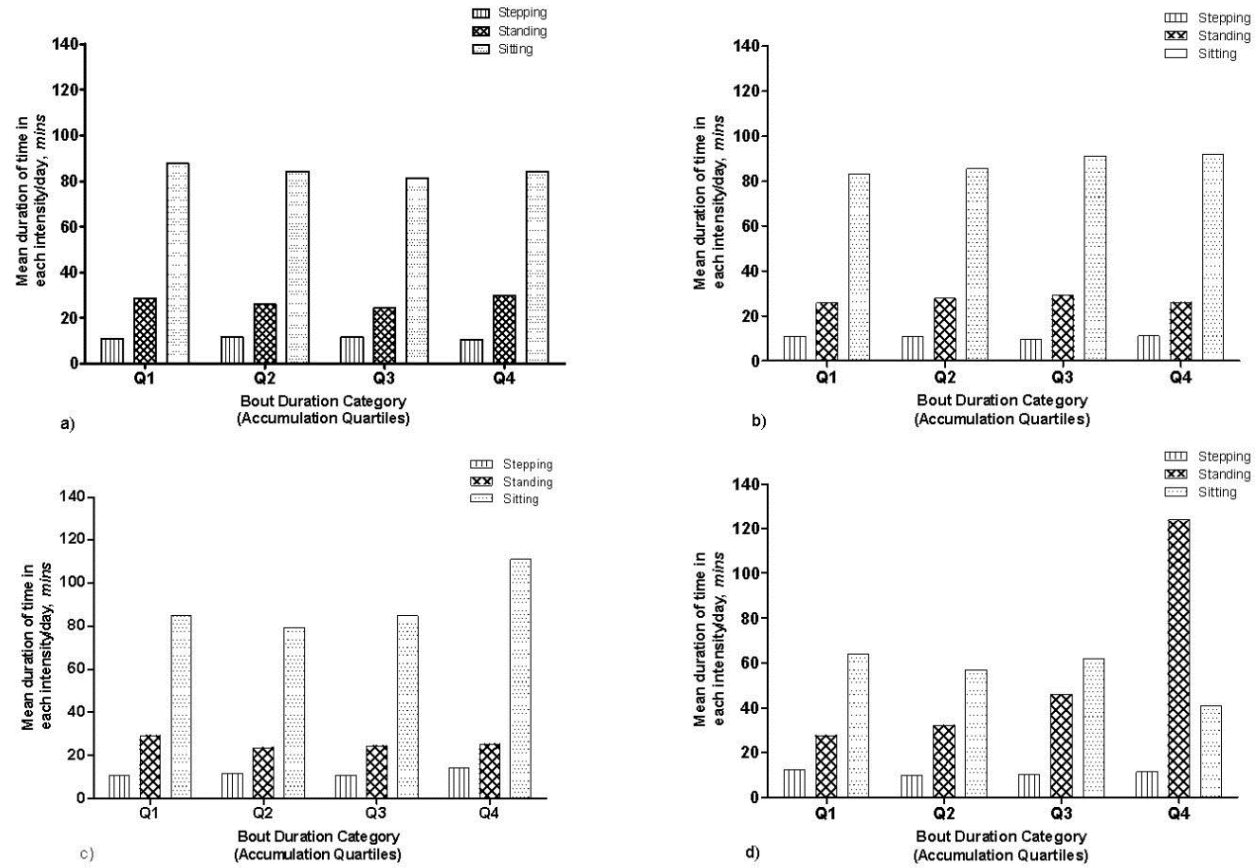 Stepping
Standing
Sitting
140
120
100
80
60
40
20
0
Mean duration of time in
each intensity/day, mins
Q1 Q2 Q3 Q4
Bout Duration Category
(Accumulation Quartiles)
a)
Stepping
Standing
Sitting
140
120
100
80
60
40
20
0
Mean duration of time in
each intensity/day, mins
Q1 Q2 Q3 Q4
Bout Duration Category
(Accumulation Quartiles)
b)
Stepping
Standing
Sitting
140
120
100
80
60
40
20
0
Mean duration of time in
each intensity/day, mins
Q1 Q2 Q3 Q4
Bout Duration Category
(Accumulation Quartiles)
c)
Stepping
Standing
Sitting
140
120
100
80
60
40
20
0
Mean duration of time in
each intensity/day, mins
Q1 Q2 Q3 Q4
Bout Duration Category
(Accumulation Quartiles)
d)